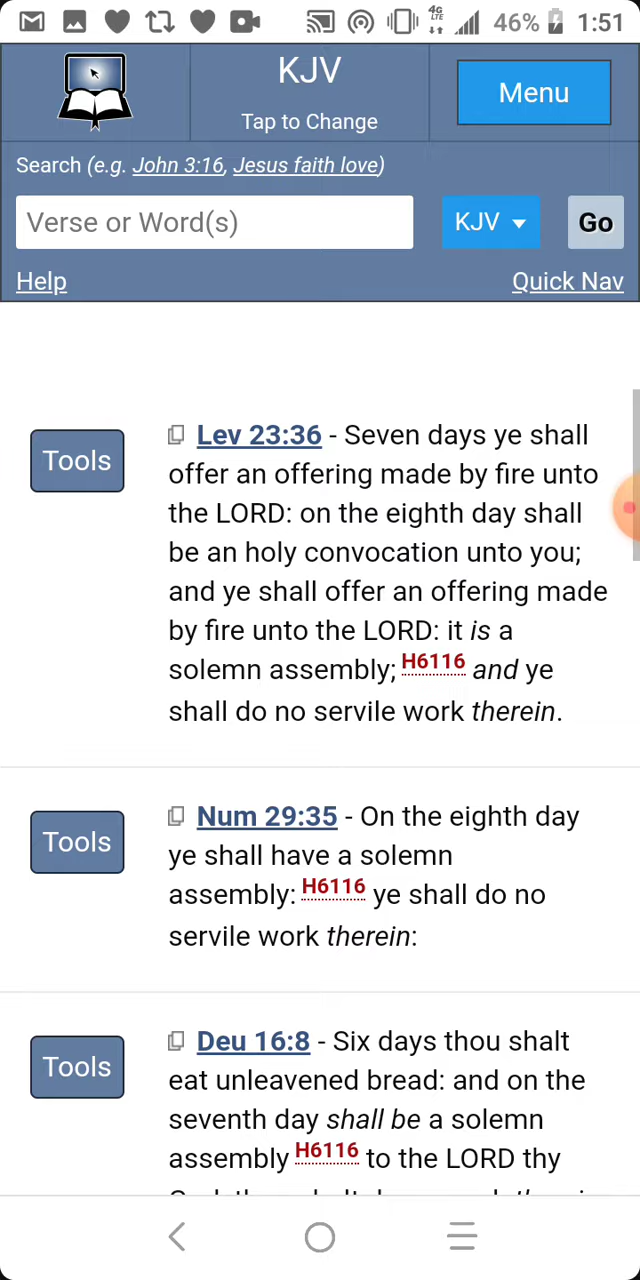 4G
LTE
46%
1:51
KJV
Tap to Change
Menu
Search (e.g. John 3:16, Jesus faith love)
Verse or Word(s)
KJV
Go
Help
Quick Nav
Tools
Lev 23:36 - Seven days ye shall
offer an offering made by fire unto
the LORD: on the eighth day shall
be an holy convocation unto you;
and ye shall offer an offering made
by fire unto the LORD: it is a
solemn assembly; H6116 and ye
shall do no servile work therein.
Tools
Num 29:35 - On the eighth day
ye shall have a solemn
assembly: H6116 ye shall do no
servile work therein:
Tools
Deu 16:8 - Six days thou shalt
eat unleavened bread: and on the
seventh day shall be a solemn
assembly H6116 to the LORD thy